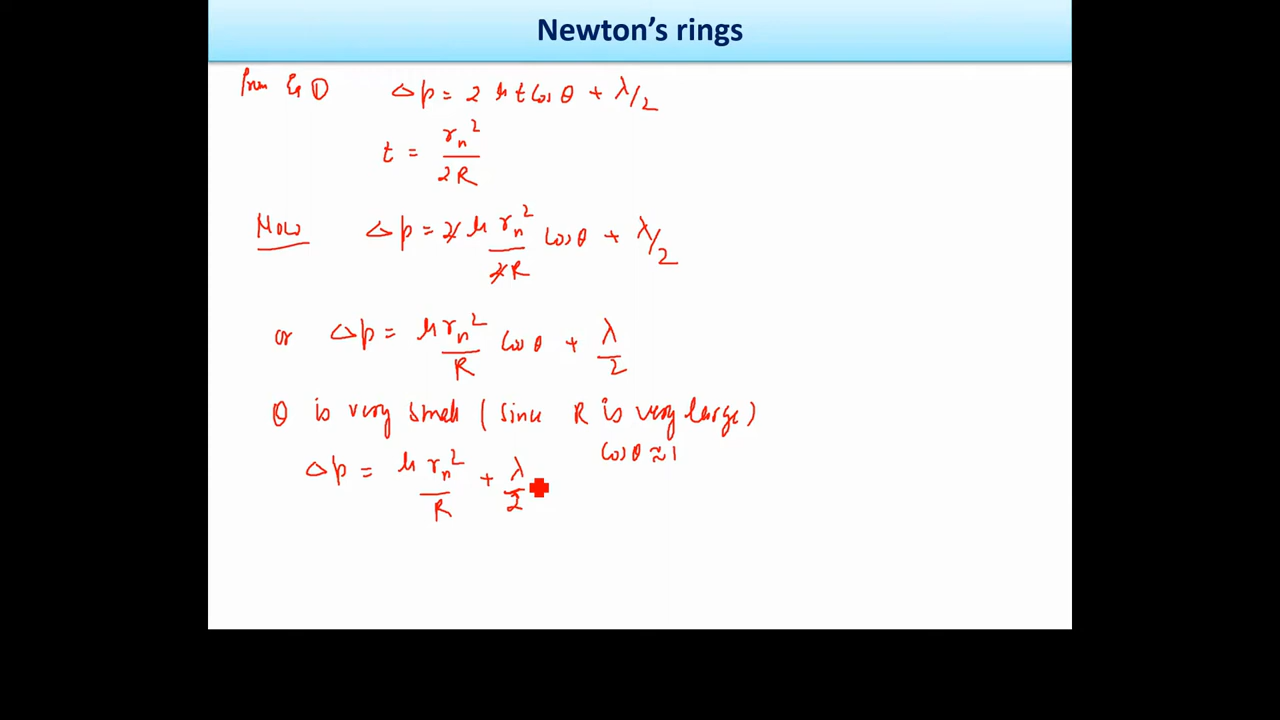 Newton's rings
From Eq ① Δp = 2 μ t cos θ + λ/2
t = rₙ²/2R
Now Δp = 2 μ rₙ²/2R cos θ + λ/2
or Δp = μ rₙ²/R cos θ + λ/2
θ is very small (since R is very large)
cos θ ≈ 1
Δp = μ rₙ²/R + λ/2